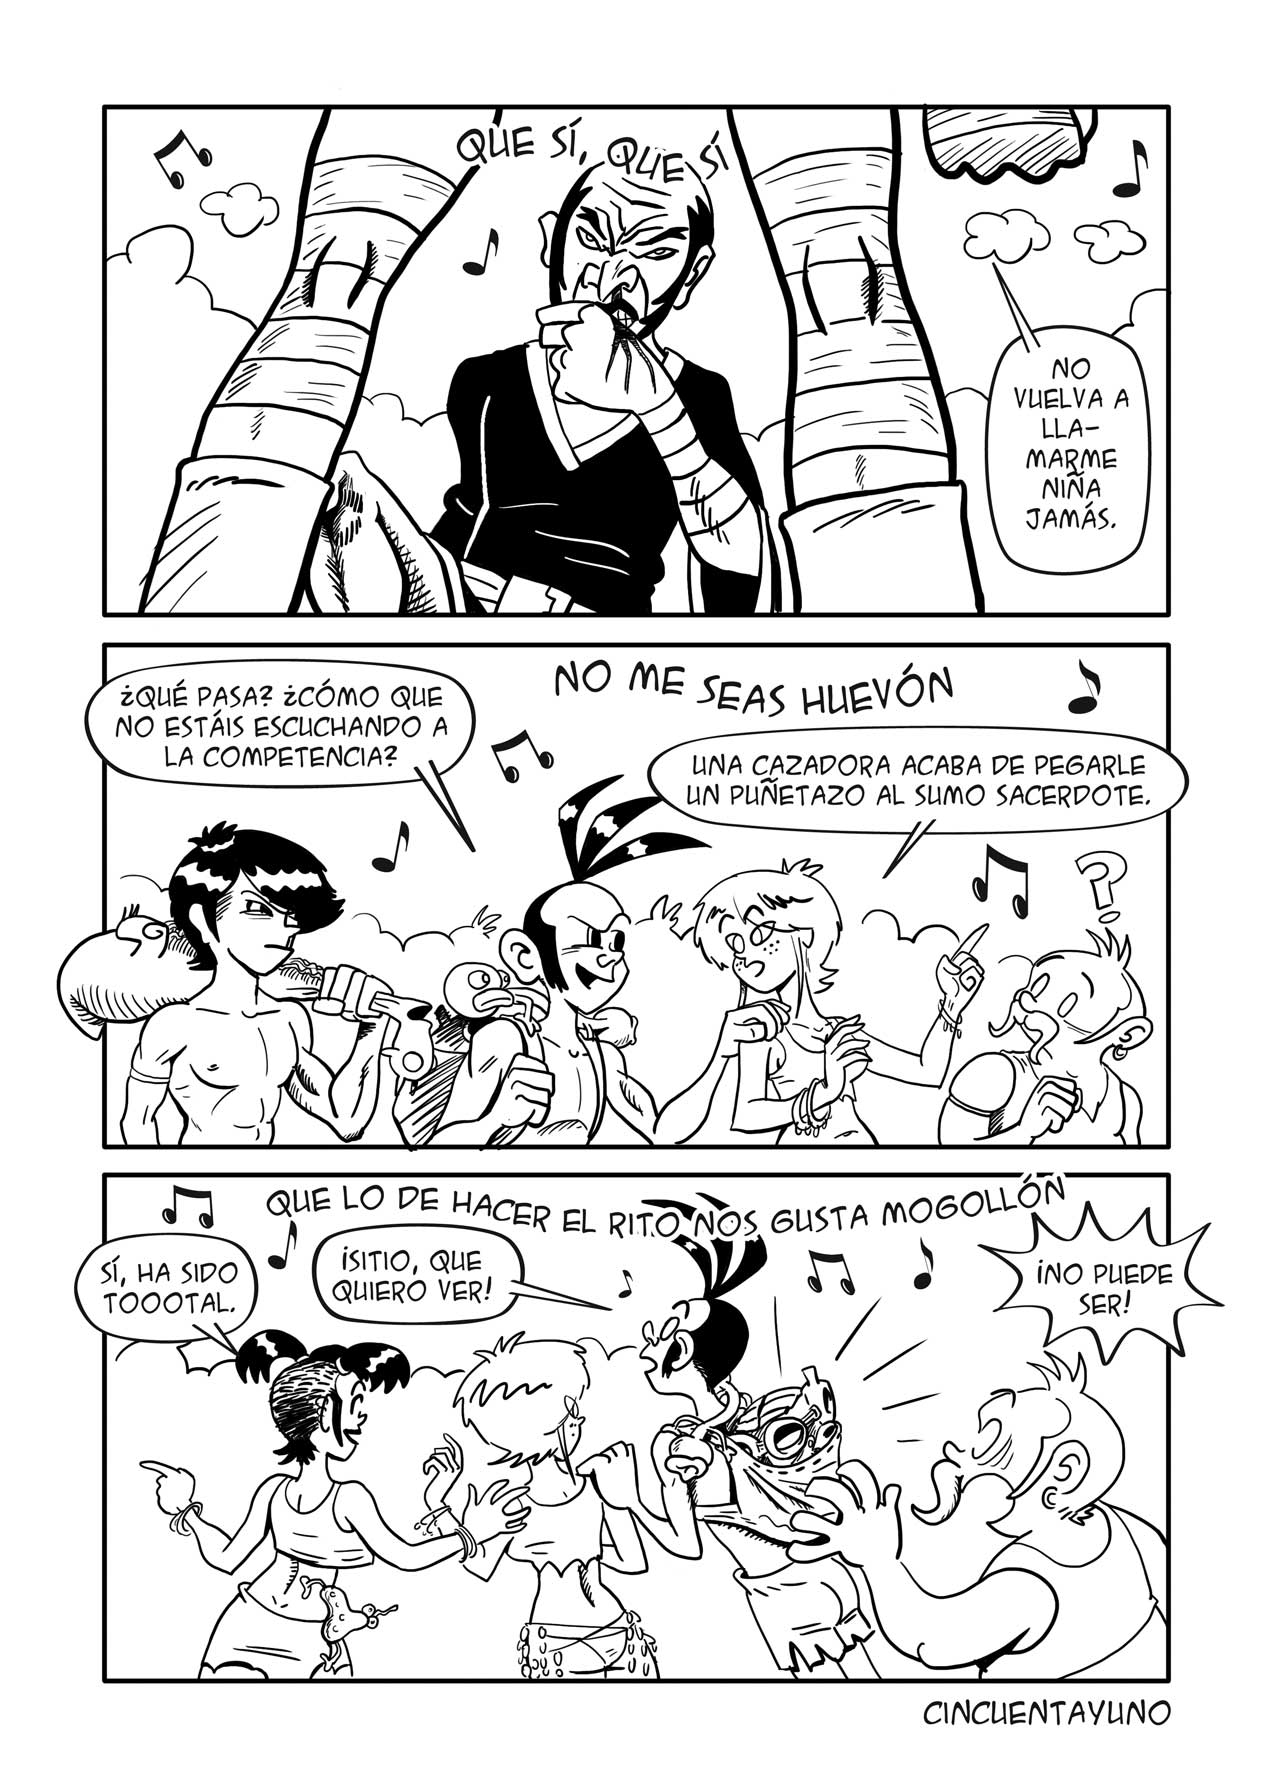 QUE SÍ, QUE SÍ
NO
VUELVA A
LLA-
MARME
NIÑA
JAMÁS.
NO ME SEAS HUEVÓN
¿QUÉ PASA? ¿CÓMO QUE
NO ESTÁIS ESCUCHANDO A
LA COMPETENCIA?
UNA CAZADORA ACABA DE PEGARLE
UN PUÑETAZO AL SUMO SACERDOTE.
?
QUE LO DE HACER EL RITO NOS GUSTA MOGOLLÓN
SÍ, HA SIDO
TOOOTAL.
¡SITIO, QUE
QUIERO VER!
¡NO PUEDE
SER!
CINCUENTAYUNO